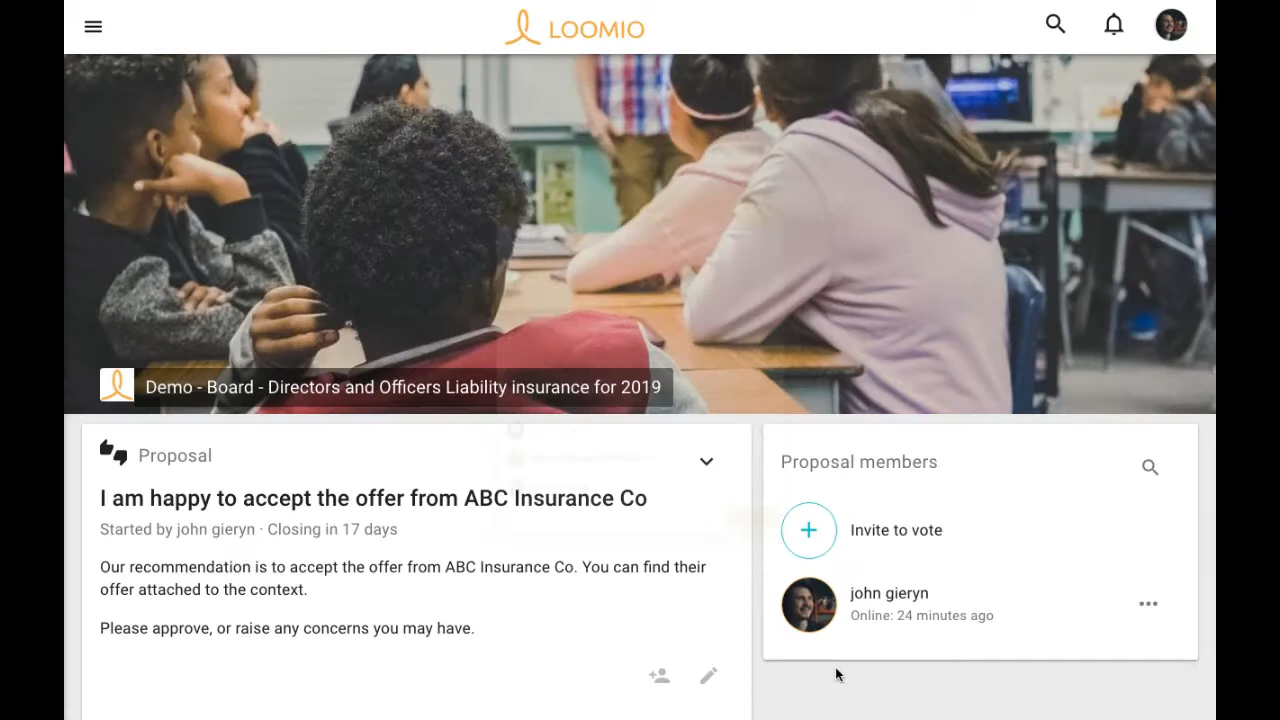 LOOMIO
Demo - Board - Directors and Officers Liability insurance for 2019
Proposal
I am happy to accept the offer from ABC Insurance Co
Started by john gieryn · Closing in 17 days
Our recommendation is to accept the offer from ABC Insurance Co. You can find their
offer attached to the context.
Please approve, or raise any concerns you may have.
Proposal members
Invite to vote
john gieryn
Online: 24 minutes ago